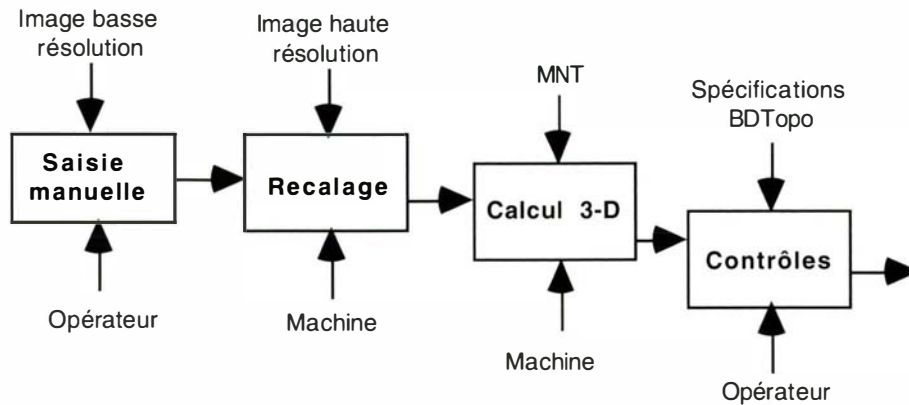 Image basse
résolution
Image haute
résolution
MNT
Spécifications
BDTopo
Saisie
manuelle
Recalage
Calcul 3-D
Contrôles
Opérateur
Machine
Machine
Opérateur